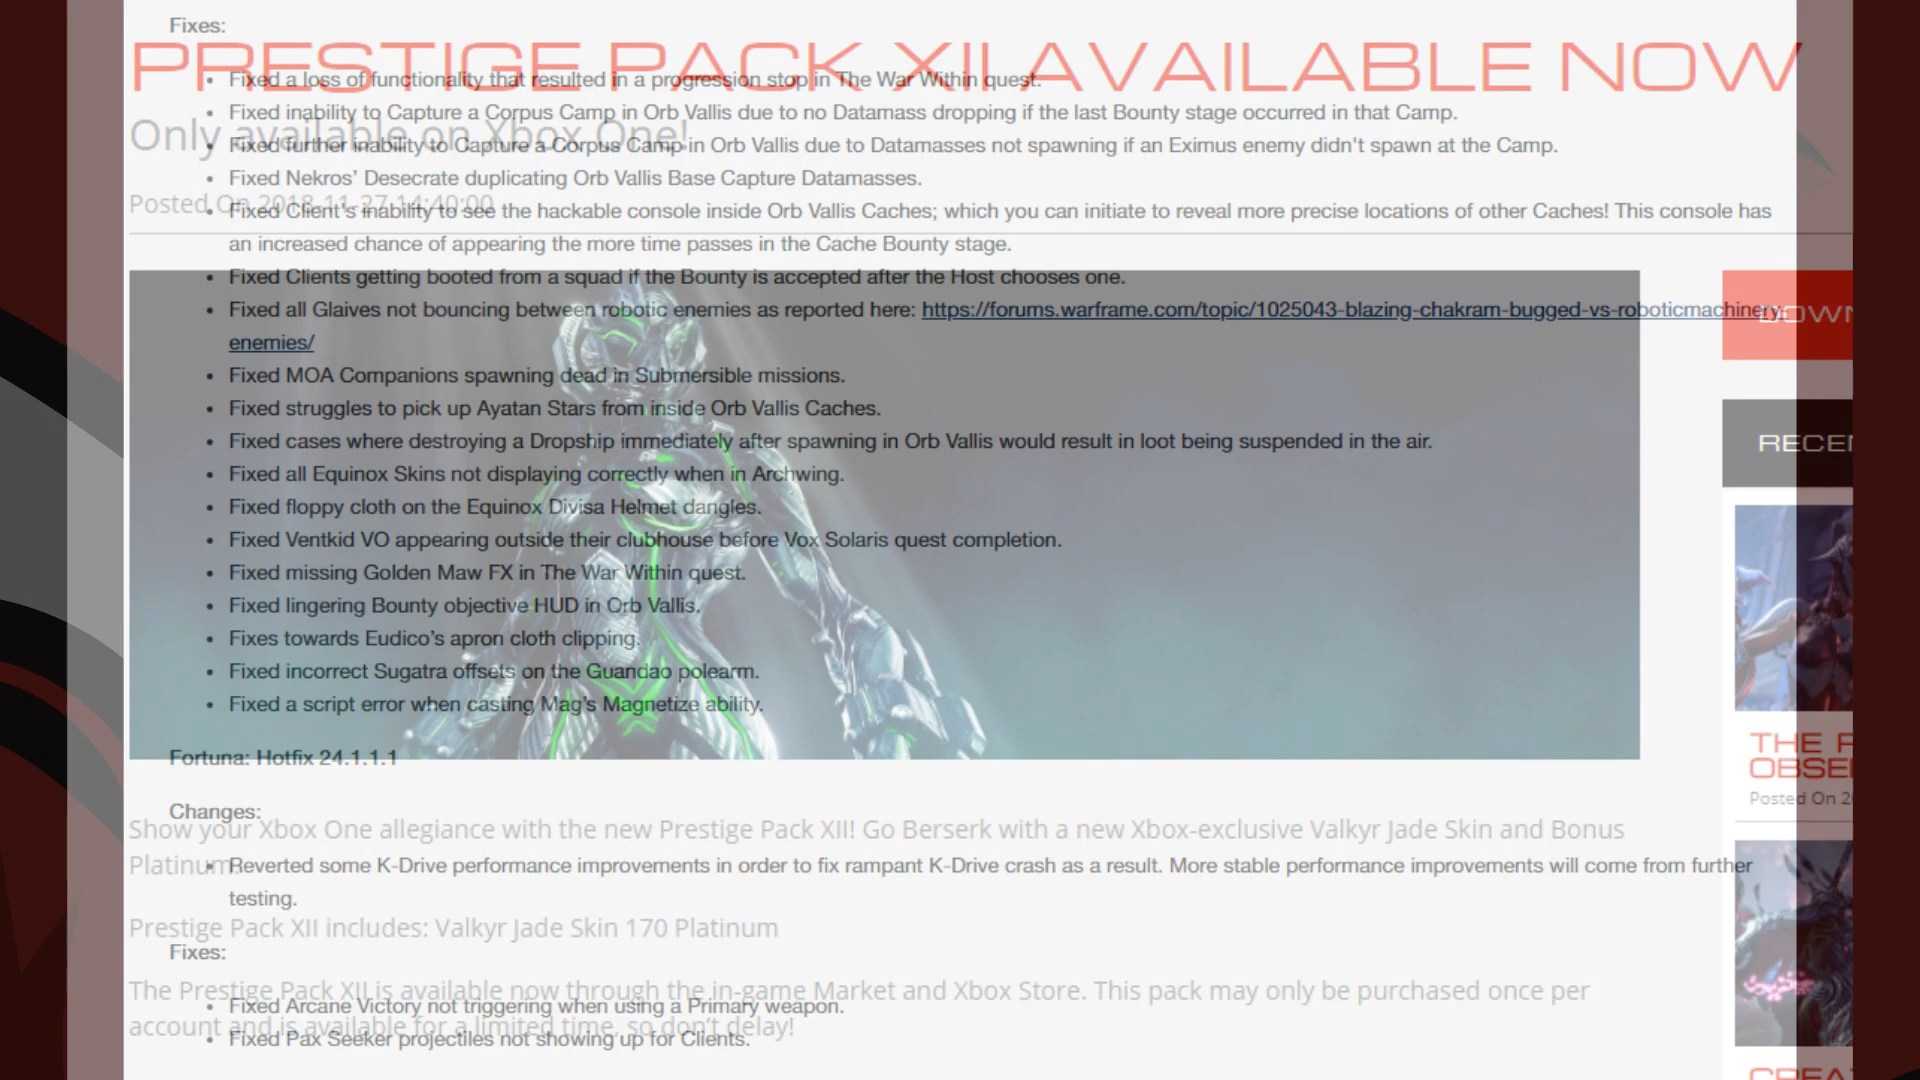 Fixes:
PRESTIGE PACK XII AVAILABLE NOW
Fixed a loss of functionality that resulted in a progression stop in The War Within quest.
Fixed inability to Capture a Corpus Camp in Orb Vallis due to no Datamass dropping if the last Bounty stage occurred in that Camp.
Only available on Xbox One!
Fixed further inability to Capture a Corpus Camp in Orb Vallis due to Datamasses not spawning if an Eximus enemy didn't spawn at the Camp.
Fixed Nekros’ Desecrate duplicating Orb Vallis Base Capture Datamasses.
Posted On 2018-11-27 14:40:00
Fixed Client's inability to see the hackable console inside Orb Vallis Caches; which you can initiate to reveal more precise locations of other Caches! This console has
an increased chance of appearing the more time passes in the Cache Bounty stage.
Fixed Clients getting booted from a squad if the Bounty is accepted after the Host chooses one.
Fixed all Glaives not bouncing between robotic enemies as reported here: https://forums.warframe.com/topic/1025043-blazing-chakram-bugged-vs-roboticmachinery-
enemies/
Fixed MOA Companions spawning dead in Submersible missions.
Fixed struggles to pick up Ayatan Stars from inside Orb Vallis Caches.
Fixed cases where destroying a Dropship immediately after spawning in Orb Vallis would result in loot being suspended in the air.
RECEN
Fixed all Equinox Skins not displaying correctly when in Archwing.
Fixed floppy cloth on the Equinox Divisa Helmet dangles.
Fixed Ventkid VO appearing outside their clubhouse before Vox Solaris quest completion.
Fixed missing Golden Maw FX in The War Within quest.
Fixed lingering Bounty objective HUD in Orb Vallis.
Fixes towards Eudico’s apron cloth clipping.
Fixed incorrect Sugatra offsets on the Guandao polearm.
Fixed a script error when casting Mag’s Magnetize ability.
THE
OBSE
Posted On 2
Fortuna: Hotfix 24.1.1.1
Changes:
Show your Xbox One allegiance with the new Prestige Pack XII! Go Berserk with a new Xbox-exclusive Valkyr Jade Skin and Bonus
Platinum.
Reverted some K-Drive performance improvements in order to fix rampant K-Drive crash as a result. More stable performance improvements will come from further
testing.
Prestige Pack XII includes: Valkyr Jade Skin 170 Platinum
Fixes:
The Prestige Pack XII is available now through the in-game Market and Xbox Store. This pack may only be purchased once per
account and is available for a limited time, so don't delay!
Fixed Arcane Victory not triggering when using a Primary weapon.
Fixed Pax Seeker projectiles not showing up for Clients.